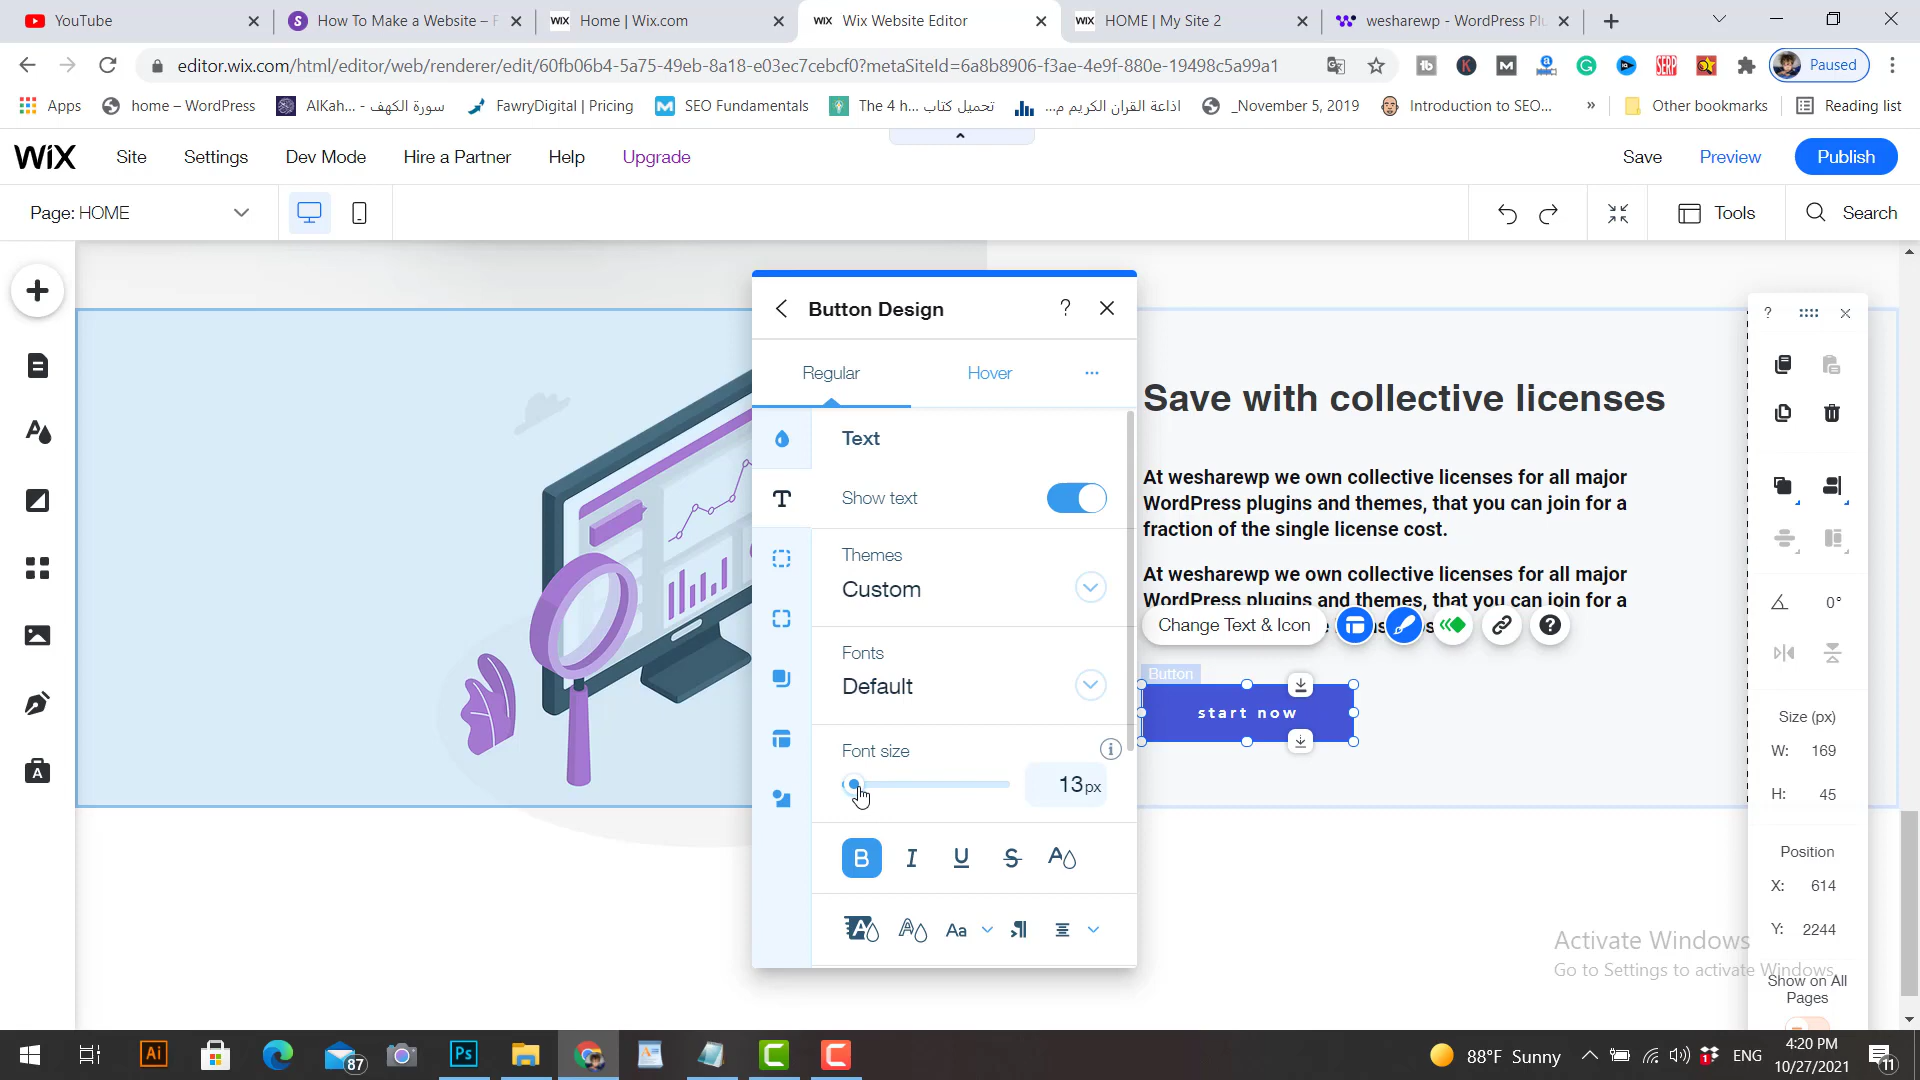 YouTube
How To Make a Website – F
WIX Home | Wix.com
WIX Wix Website Editor
WIX HOME | My Site 2
wesharewp - WordPress Plu
editor.wix.com/html/editor/web/renderer/edit/60fb06b4-5a75-49eb-8a18-e03ec7cebcf0?metaSiteId=6a8b8906-f3ae-4e9f-880e-19498c5a99a1
Paused
Apps
home – WordPress
سورة الكهف - ...AlKah
FawryDigital | Pricing
SEO Fundamentals
تحميل كتاب ...The 4 h
اذاعة القران الكريم م...
_November 5, 2019
Introduction to SEO...
»
Other bookmarks
Reading list
WIX
Site
Settings
Dev Mode
Hire a Partner
Help
Upgrade
Save
Preview
Publish
Page: HOME
Tools
Search
Button Design
?
Regular
Hover
...
Text
Show text
Themes
Custom
Fonts
Default
Font size
13px
B
I
U
S
A
Aa
Save with collective licenses
At wesharewp we own collective licenses for all major
WordPress plugins and themes, that you can join for a
fraction of the single license cost.
At wesharewp we own collective licenses for all major
WordPress plugins and themes, that you can join for a
Change Text & Icon
Button
start now
?
0°
Size (px)
W: 169
H: 45
Position
X: 614
Y: 2244
Show on All
Pages
Activate Windows
Go to Settings to activate Windows.
Ai
87
Ps
88°F Sunny
ENG
4:20 PM
10/27/2021
11